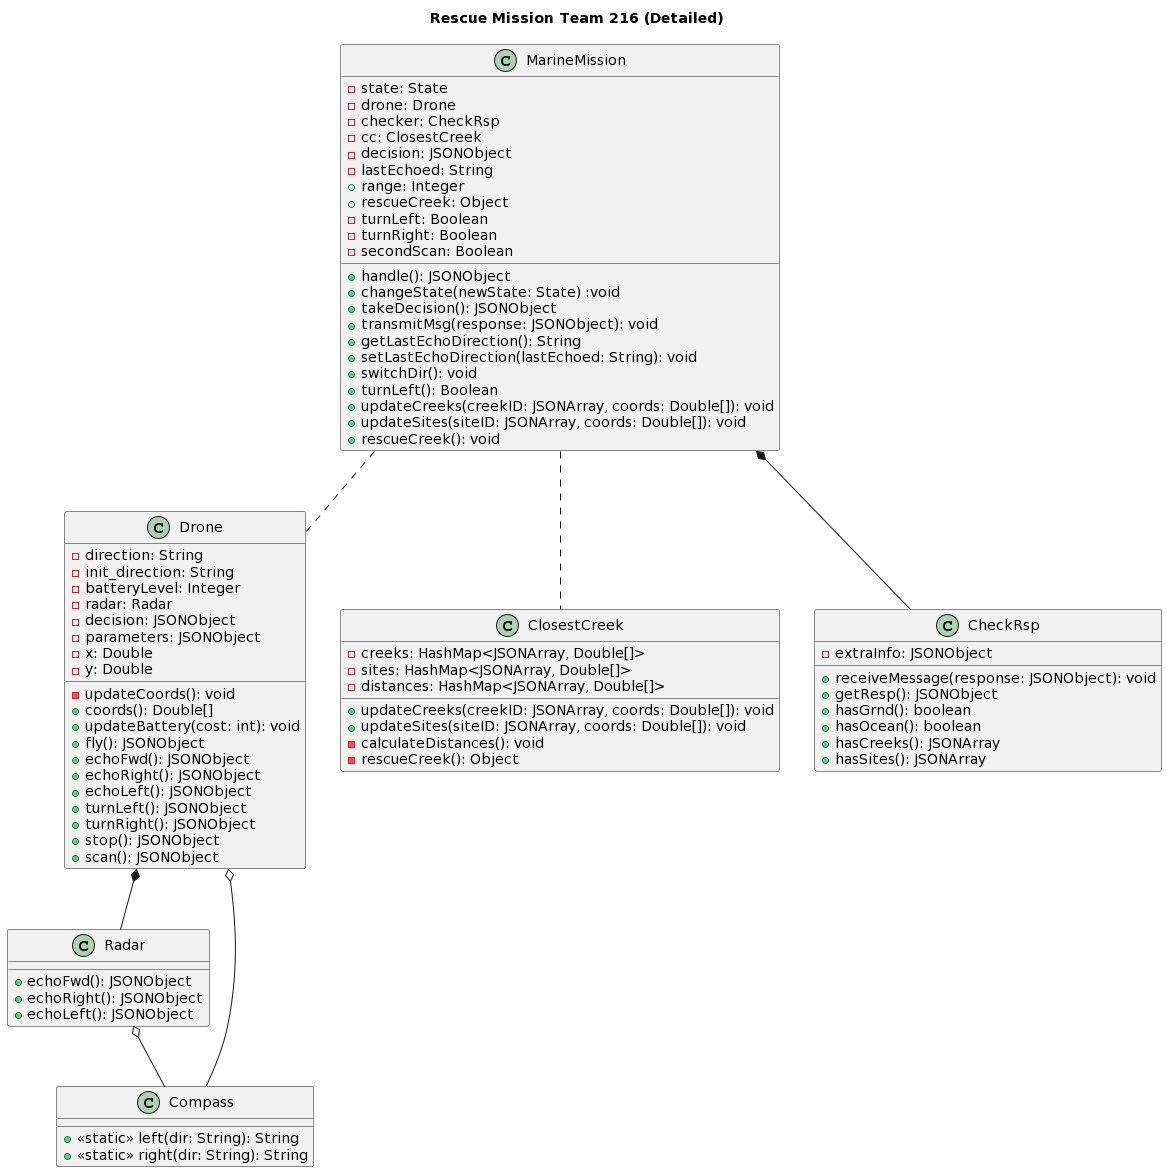 Rescue Mission Team 216 (Detailed)
C MarineMission
state: State
drone: Drone
checker: CheckRsp
cc: ClosestCreek
decision: JSONObject
lastEchoed: String
range: Integer
rescueCreek: Object
turnLeft: Boolean
turnRight: Boolean
secondScan: Boolean
handle(): JSONObject
changeState(newState: State) :void
takeDecision(): JSONObject
transmitMsg(response: JSONObject): void
getLastEchoDirection(): String
setLastEchoDirection(lastEchoed: String): void
switchDir(): void
turnLeft(): Boolean
updateCreeks(creekID: JSONArray, coords: Double[]): void
updateSites(siteID: JSONArray, coords: Double[]): void
rescueCreek(): void
C Drone
direction: String
init_direction: String
batteryLevel: Integer
radar: Radar
decision: JSONObject
parameters: JSONObject
x: Double
y: Double
updateCoords(): void
coords(): Double[]
updateBattery(cost: int): void
fly(): JSONObject
echoFwd(): JSONObject
echoRight(): JSONObject
echoLeft(): JSONObject
turnLeft(): JSONObject
turnRight(): JSONObject
stop(): JSONObject
scan(): JSONObject
C ClosestCreek
creeks: HashMap<JSONArray, Double[]>
sites: HashMap<JSONArray, Double[]>
distances: HashMap<JSONArray, Double[]>
updateCreeks(creekID: JSONArray, coords: Double[]): void
updateSites(siteID: JSONArray, coords: Double[]): void
calculateDistances(): void
rescueCreek(): Object
C CheckRsp
extraInfo: JSONObject
receiveMessage(response: JSONObject): void
getResp(): JSONObject
hasGrnd(): boolean
hasOcean(): boolean
hasCreeks(): JSONArray
hasSites(): JSONArray
C Radar
echoFwd(): JSONObject
echoRight(): JSONObject
echoLeft(): JSONObject
C Compass
«static» left(dir: String): String
«static» right(dir: String): String